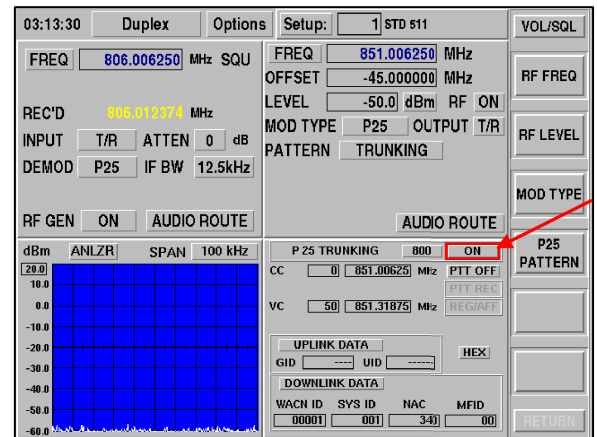 03:13:30 Duplex Options Setup: 1 STD 511 VOL/SQL
FREQ 806.006250 MHz SQU
FREQ 851.006250 MHz
OFFSET -45.000000 MHz
RF FREQ
REC'D 806.012374 MHz
LEVEL -50.0 dBm RF ON
INPUT T/R ATTEN 0 dB
MOD TYPE P25 OUTPUT T/R
RF LEVEL
DEMOD P25 IF BW 12.5kHz
PATTERN TRUNKING
MOD TYPE
RF GEN ON AUDIO ROUTE
AUDIO ROUTE
dBm ANLZR SPAN 100 kHz
P 25 TRUNKING 800 ON
P25
PATTERN
20.0
10.0
0.0
-10.0
-20.0
-30.0
-40.0
-50.0
-60.0
CC 0 851.00625 MHz PTT OFF
PTT REC
VC 50 851.31875 MHz REG/AFF
UPLINK DATA
HEX
GID ---- UID ------
DOWNLINK DATA
WACN ID SYS ID NAC MFID
00001 001 340 00
RETURN